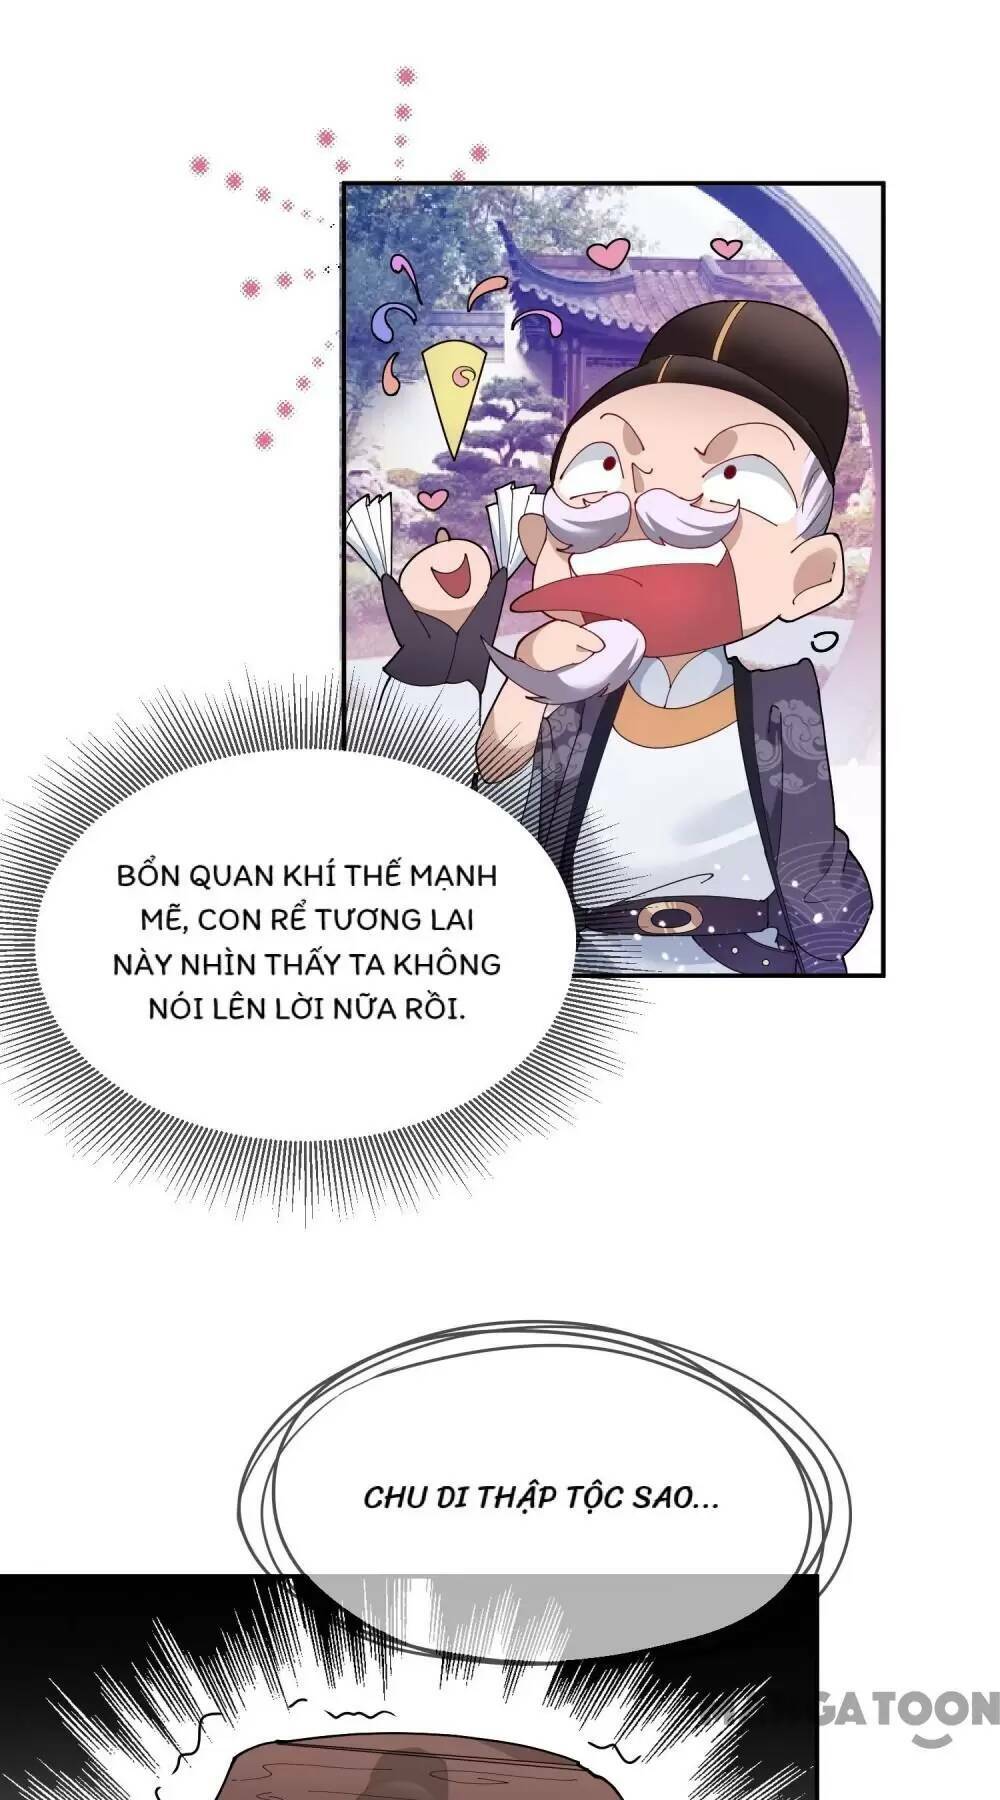 BỔN QUAN KHÍ THẾ MẠNH
MẼ, CON RỂ TƯƠNG LAI
NÀY NHÌN THẤY TA KHÔNG
NÓI LÊN LỜI NỮA RỒI.
CHU DI THẬP TỘC SAO...
MANGATOON